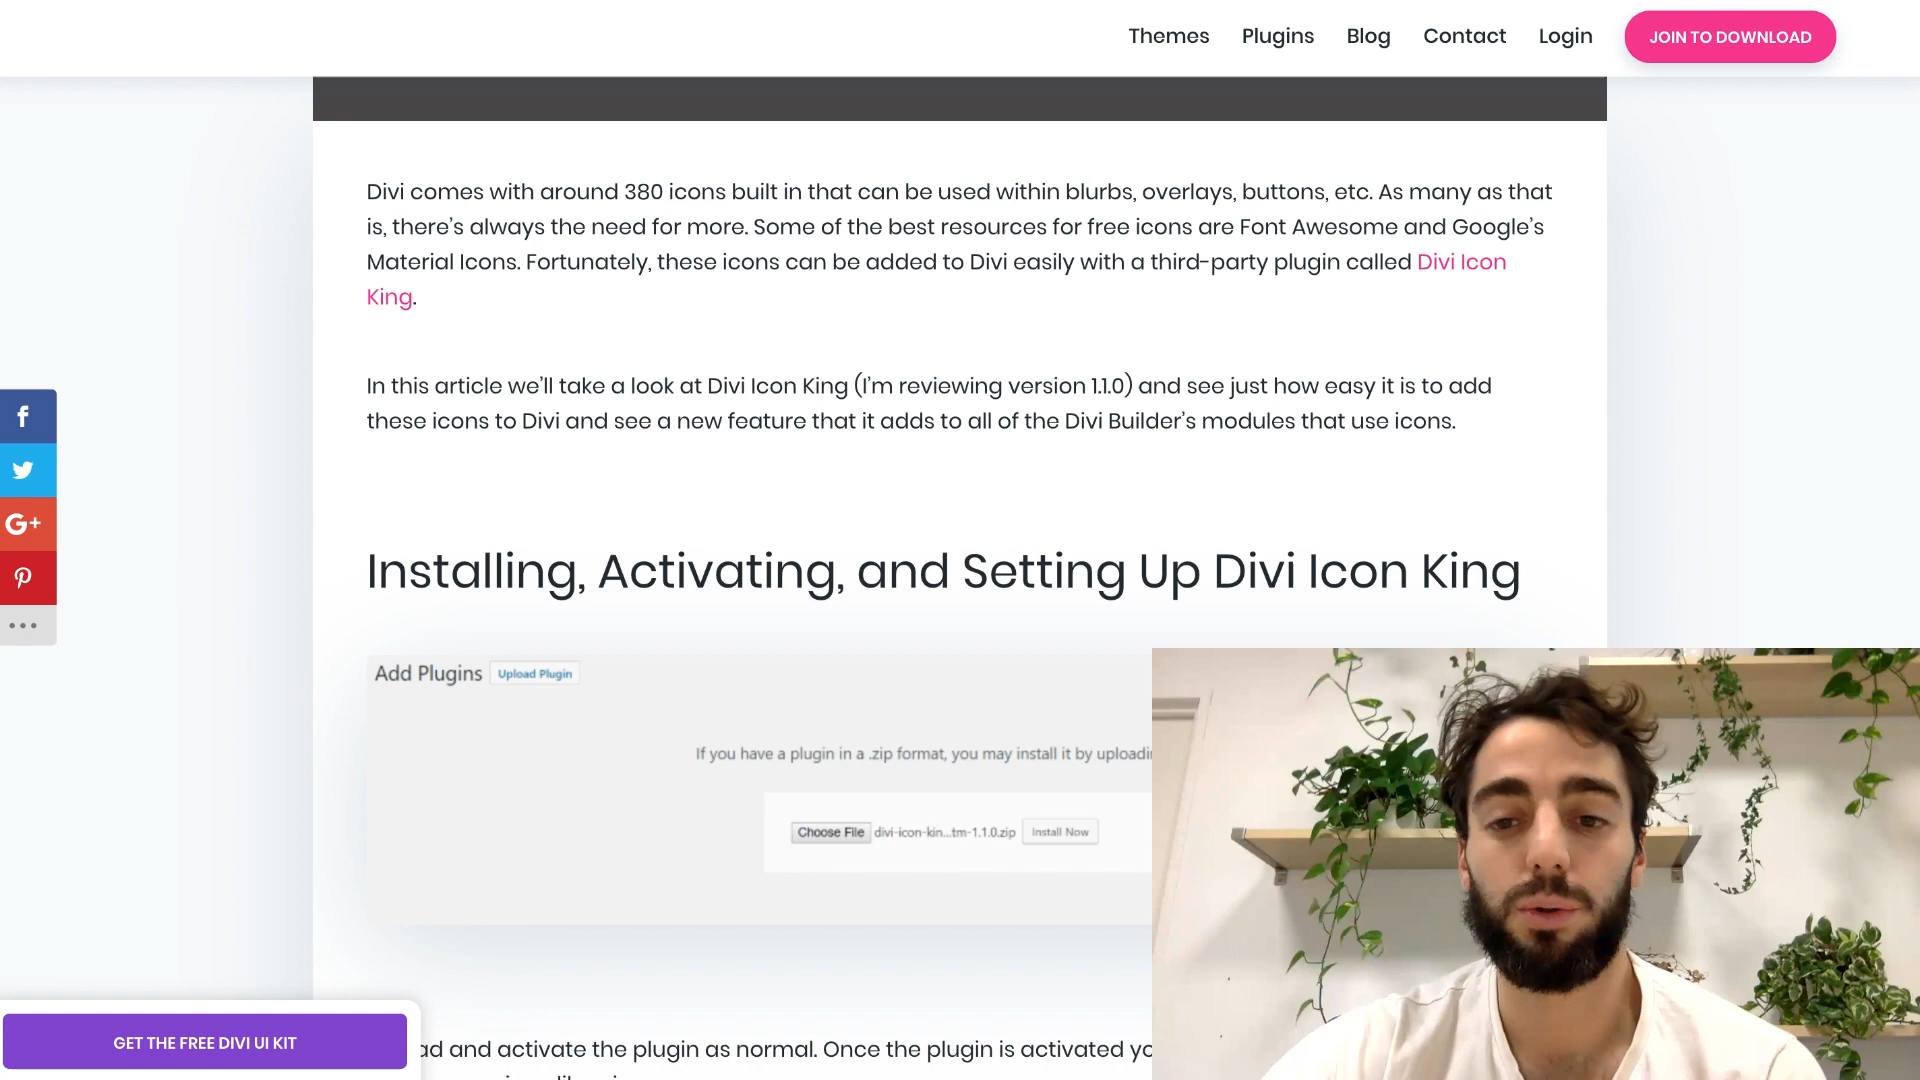 Themes Plugins Blog Contact Login JOIN TO DOWNLOAD
Divi comes with around 380 icons built in that can be used within blurbs, overlays, buttons, etc. As many as that
is, there’s always the need for more. Some of the best resources for free icons are Font Awesome and Google’s
Material Icons. Fortunately, these icons can be added to Divi easily with a third-party plugin called Divi Icon
King.
In this article we’ll take a look at Divi Icon King (I’m reviewing version 1.1.0) and see just how easy it is to add
these icons to Divi and see a new feature that it adds to all of the Divi Builder’s modules that use icons.
Installing, Activating, and Setting Up Divi Icon King
Add Plugins Upload Plugin
If you have a plugin in a .zip format, you may install it by
Choose File divi-icon-kin...tm-1.1.0.zip Install Now
GET THE FREE DIVI UI KIT
and activate the plugin as normal. Once the plugin is activated